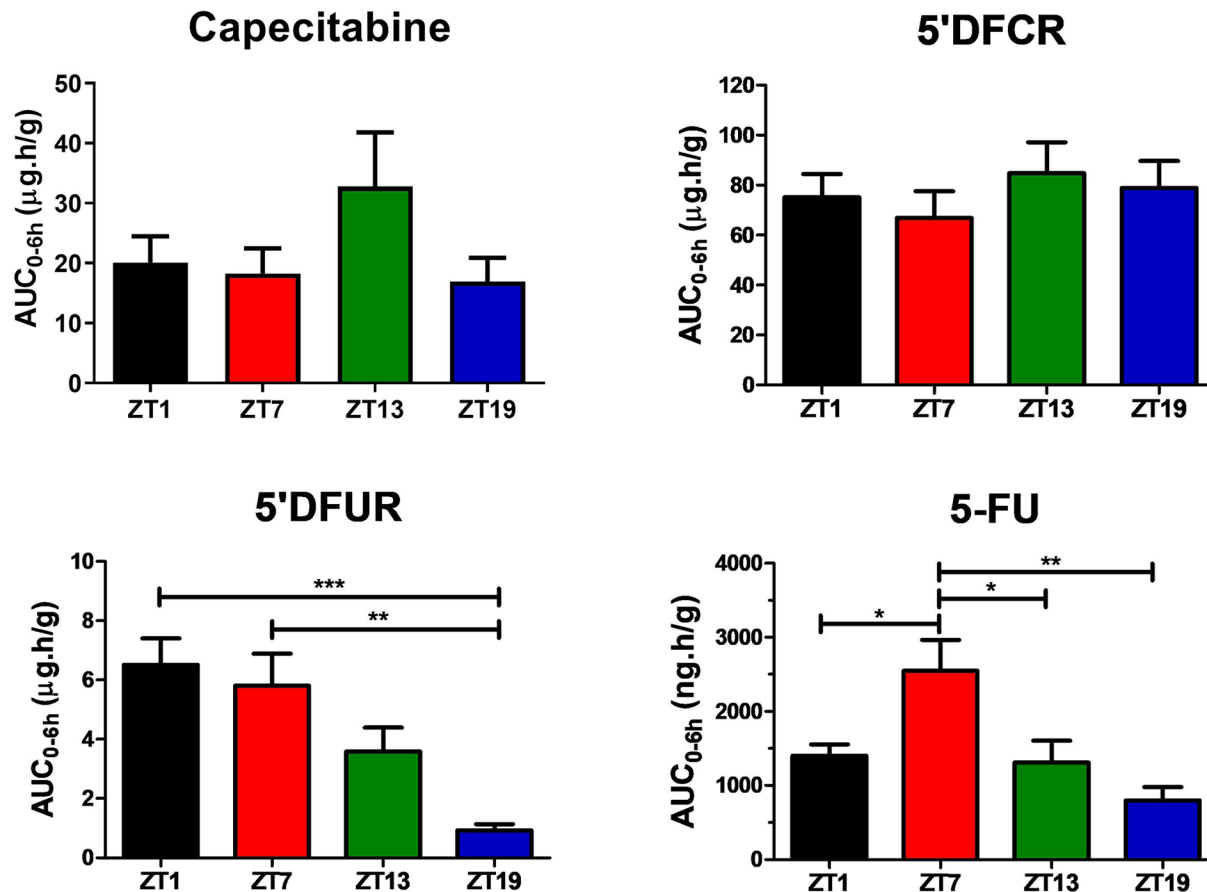 Capecitabine
AUC0-6h (μg.h/g)
50
40
30
20
10
0
ZT1 ZT7 ZT13 ZT19
5'DFCR
AUC0-6h (μg.h/g)
120
100
80
60
40
20
0
ZT1 ZT7 ZT13 ZT19
5'DFUR
AUC0-6h (μg.h/g)
10
8
6
4
2
0
***
**
ZT1 ZT7 ZT13 ZT19
5-FU
AUC0-6h (ng.h/g)
4000
3000
2000
1000
0
**
*
*
ZT1 ZT7 ZT13 ZT19